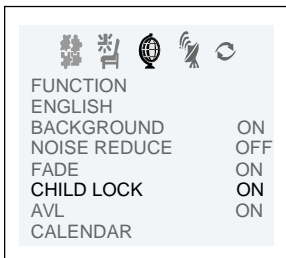 FUNCTION
ENGLISH
BACKGROUND ON
NOISE REDUCE OFF
FADE ON
CHILD LOCK ON
AVL ON
CALENDAR